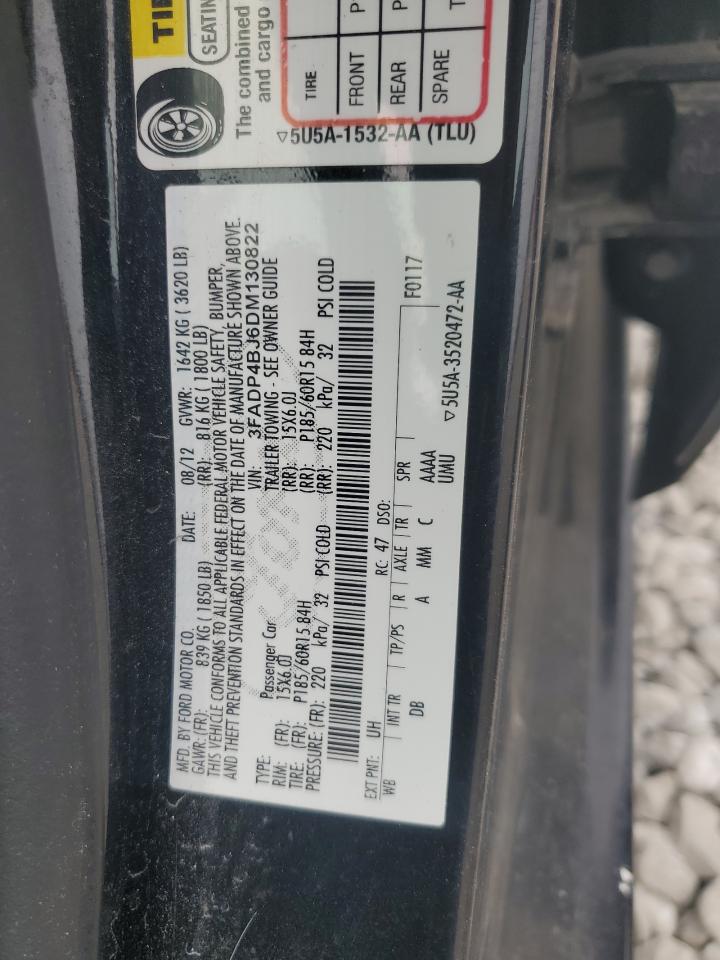 TIR
SEATIN
The combined
and cargo
TIRE
FRONT P
REAR P
SPARE T
▽5U5A-1532-AA (TLU)
MFD. BY FORD MOTOR CO. DATE: 08/12 GVWR: 1642 KG ( 3620 LB)
GAWR: (FR): 839 KG ( 1850 LB) (RR): 816 KG ( 1800 LB)
THIS VEHICLE CONFORMS TO ALL APPLICABLE FEDERAL MOTOR VEHICLE SAFETY, BUMPER,
AND THEFT PREVENTION STANDARDS IN EFFECT ON THE DATE OF MANUFACTURE SHOWN ABOVE.
VIN: 3FADP4BJ6DM130822
TYPE: Passenger Car TRAILER TOWING - SEE OWNER GUIDE
RIM: (FR): 15X6.0J (RR): 15X6.0J
TIRE: (FR): P185/60R15 84H (RR): P185/60R15 84H
PRESSURE: (FR): 220 kPa/ 32 PSI COLD (RR): 220 kPa/ 32 PSI COLD
EXT PNT: UH RC: 47 DSO: F0117
WB INT TR TP/PS R AXLE TR SPR
DB A MM C AAAA
UMU
▽5U5A-3520472-AA